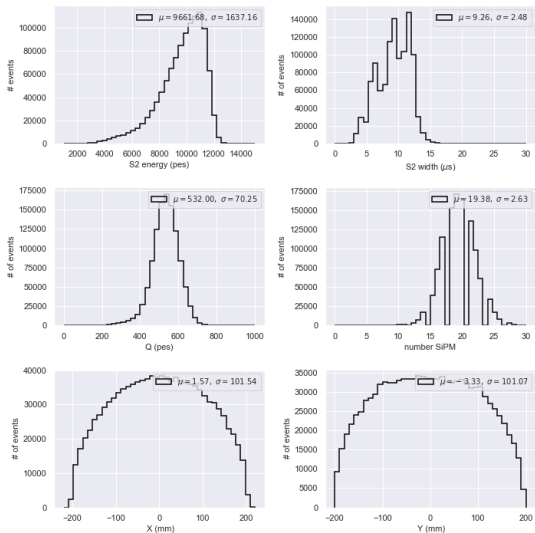 μ=9661.68, σ=1637.16
100000
80000
60000
40000
20000
0
# of events
2000 4000 6000 8000 10000 12000 14000
S2 energy (pes)
μ=9.26, σ=2.48
140000
120000
100000
80000
60000
40000
20000
0
# of events
0 5 10 15 20 25 30
S2 width (μs)
μ=532.00, σ=70.25
175000
150000
125000
100000
75000
50000
25000
0
# of events
0 200 400 600 800 1000
Q (pes)
μ=19.38, σ=2.63
175000
150000
125000
100000
75000
50000
25000
0
# of events
0 5 10 15 20 25 30
number SiPM
μ=1.57, σ=101.54
40000
30000
20000
10000
0
# of events
−200 −100 0 100 200
X (mm)
μ=−3.33, σ=101.07
35000
30000
25000
20000
15000
10000
5000
0
# of events
−200 −100 0 100 200
Y (mm)